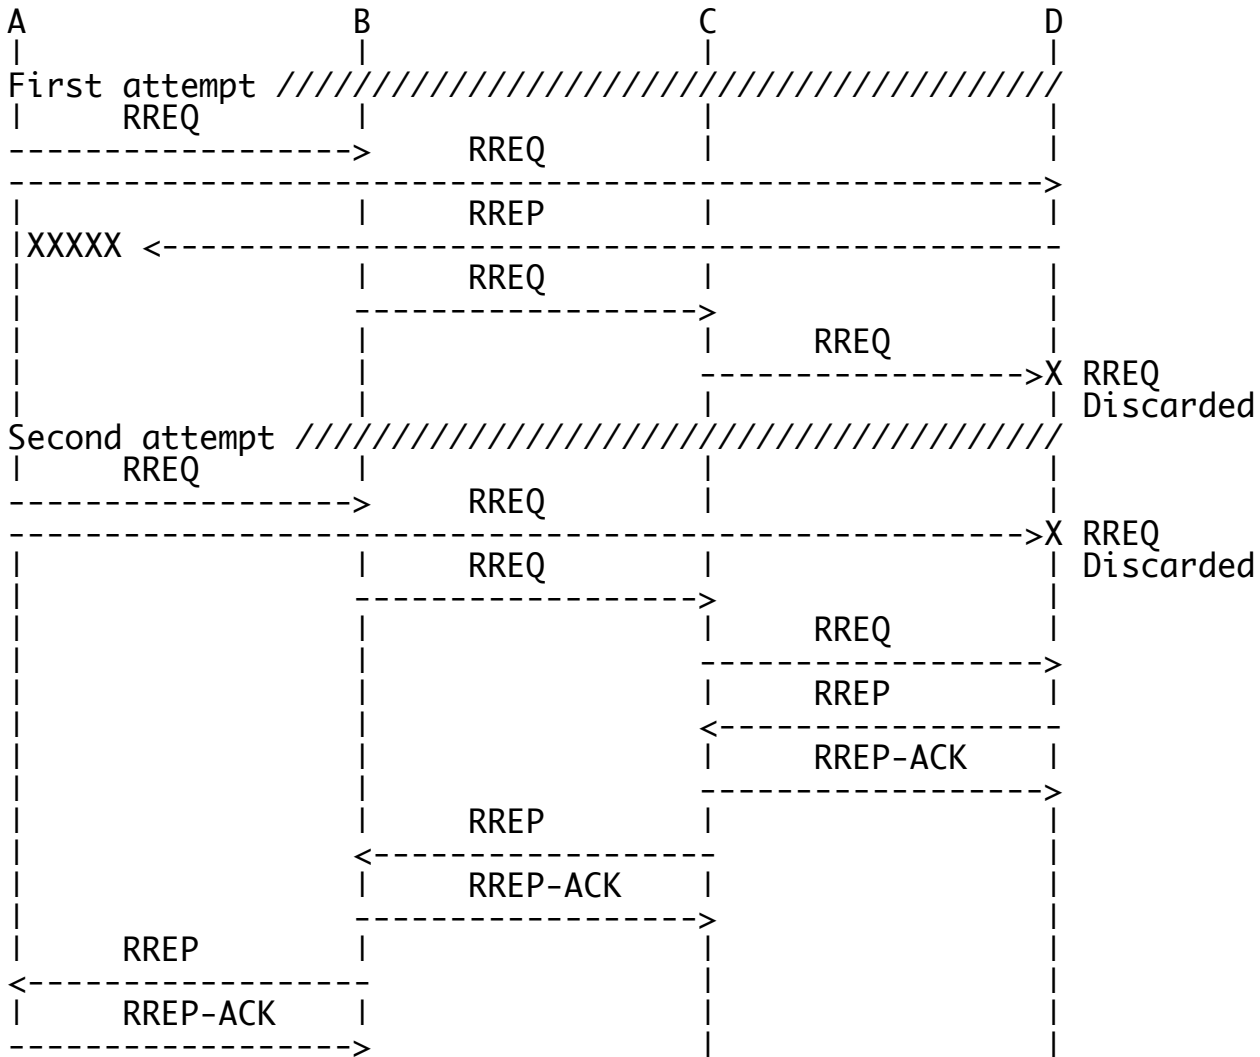 A B C D
First attempt /////////////////////////////////////////
RREQ
RREQ
RREP
XXXXX
RREQ
RREQ
X RREQ
Discarded
Second attempt ////////////////////////////////////////
RREQ
RREQ
X RREQ
RREQ Discarded
RREQ
RREP
RREP-ACK
RREP
RREP-ACK
RREP
RREP-ACK